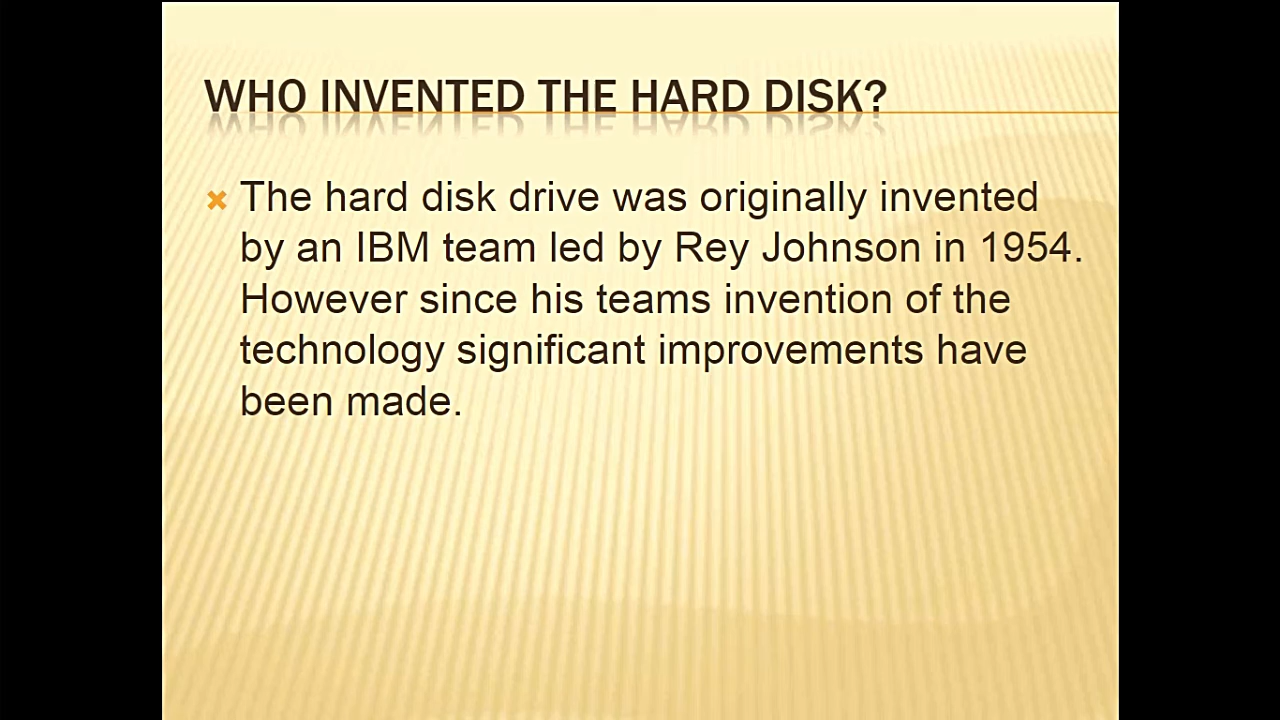 WHO INVENTED THE HARD DISK?
The hard disk drive was originally invented
by an IBM team led by Rey Johnson in 1954.
However since his teams invention of the
technology significant improvements have
been made.